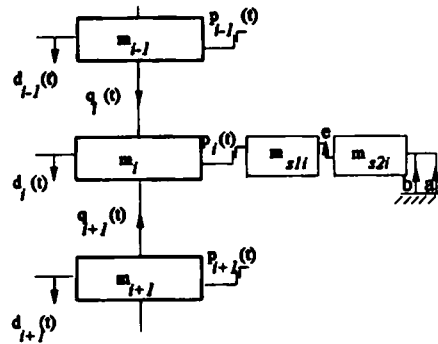 p_{i-1}(t)
m_{i-1}
d_{i-1}(t)
q_i(t)
p_i(t)
e
m_i
m_{s1i}
m_{s2i}
b
a
d_i(t)
q_{i+1}(t)
p_{i+1}(t)
m_{i+1}
d_{i+1}(t)